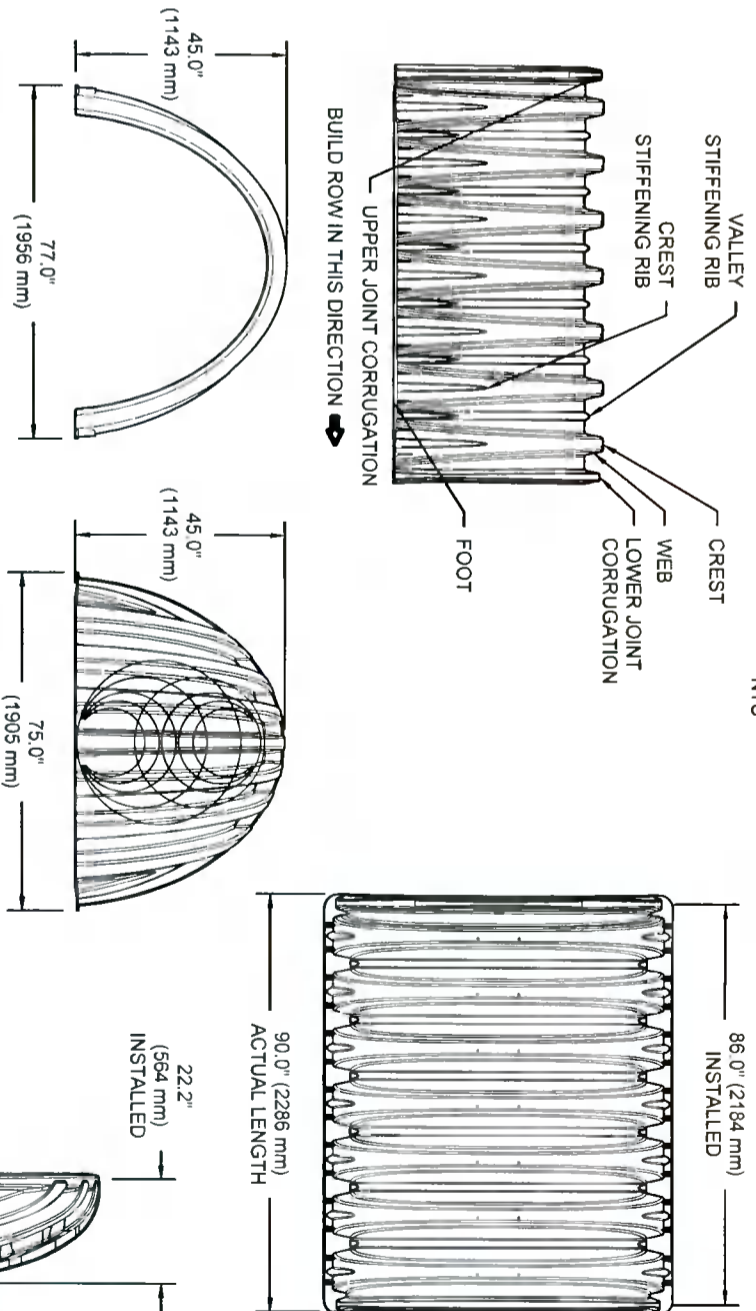 VALLEY
STIFFENING RIB
CREST
STIFFENING RIB
CREST
WEB
LOWER JOINT
CORRUGATION
FOOT
UPPER JOINT CORRUGATION
BUILD ROW IN THIS DIRECTION
86.0" (2184 mm)
INSTALLED
90.0" (2286 mm)
ACTUAL LENGTH
45.0"
(1143 mm)
77.0"
(1956 mm)
45.0"
(1143 mm)
75.0"
(1905 mm)
22.2"
(564 mm)
INSTALLED